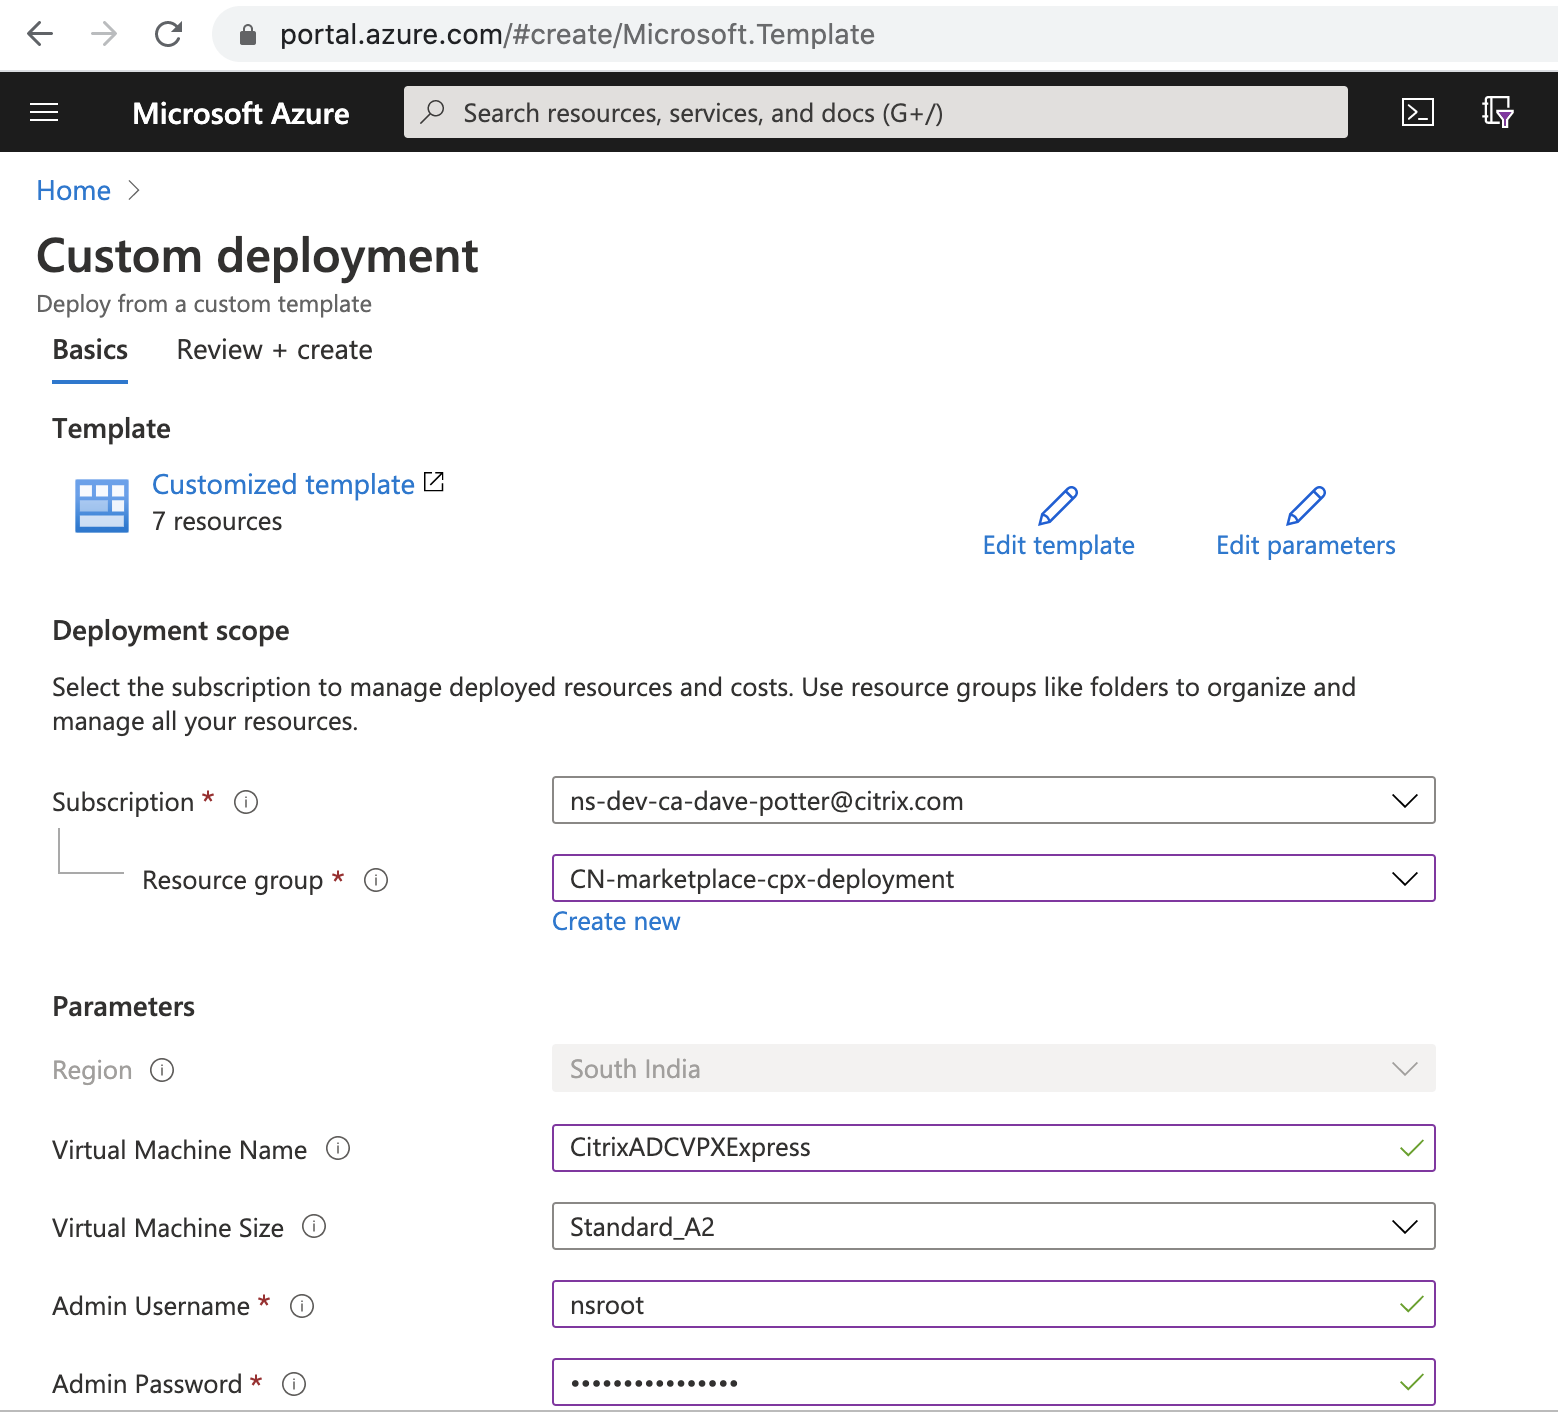 portal.azure.com/#create/Microsoft.Template
Microsoft Azure
Search resources, services, and docs (G+/)
Home
Custom deployment
Deploy from a custom template
Basics
Review + create
Template
Customized template
7 resources
Edit template
Edit parameters
Deployment scope
Select the subscription to manage deployed resources and costs. Use resource groups like folders to organize and
manage all your resources.
Subscription *
ns-dev-ca-dave-potter@citrix.com
Resource group *
CN-marketplace-cpx-deployment
Create new
Parameters
Region
South India
Virtual Machine Name
CitrixADCVPXExpress
Virtual Machine Size
Standard_A2
Admin Username *
nsroot
Admin Password *
••••••••••••••••